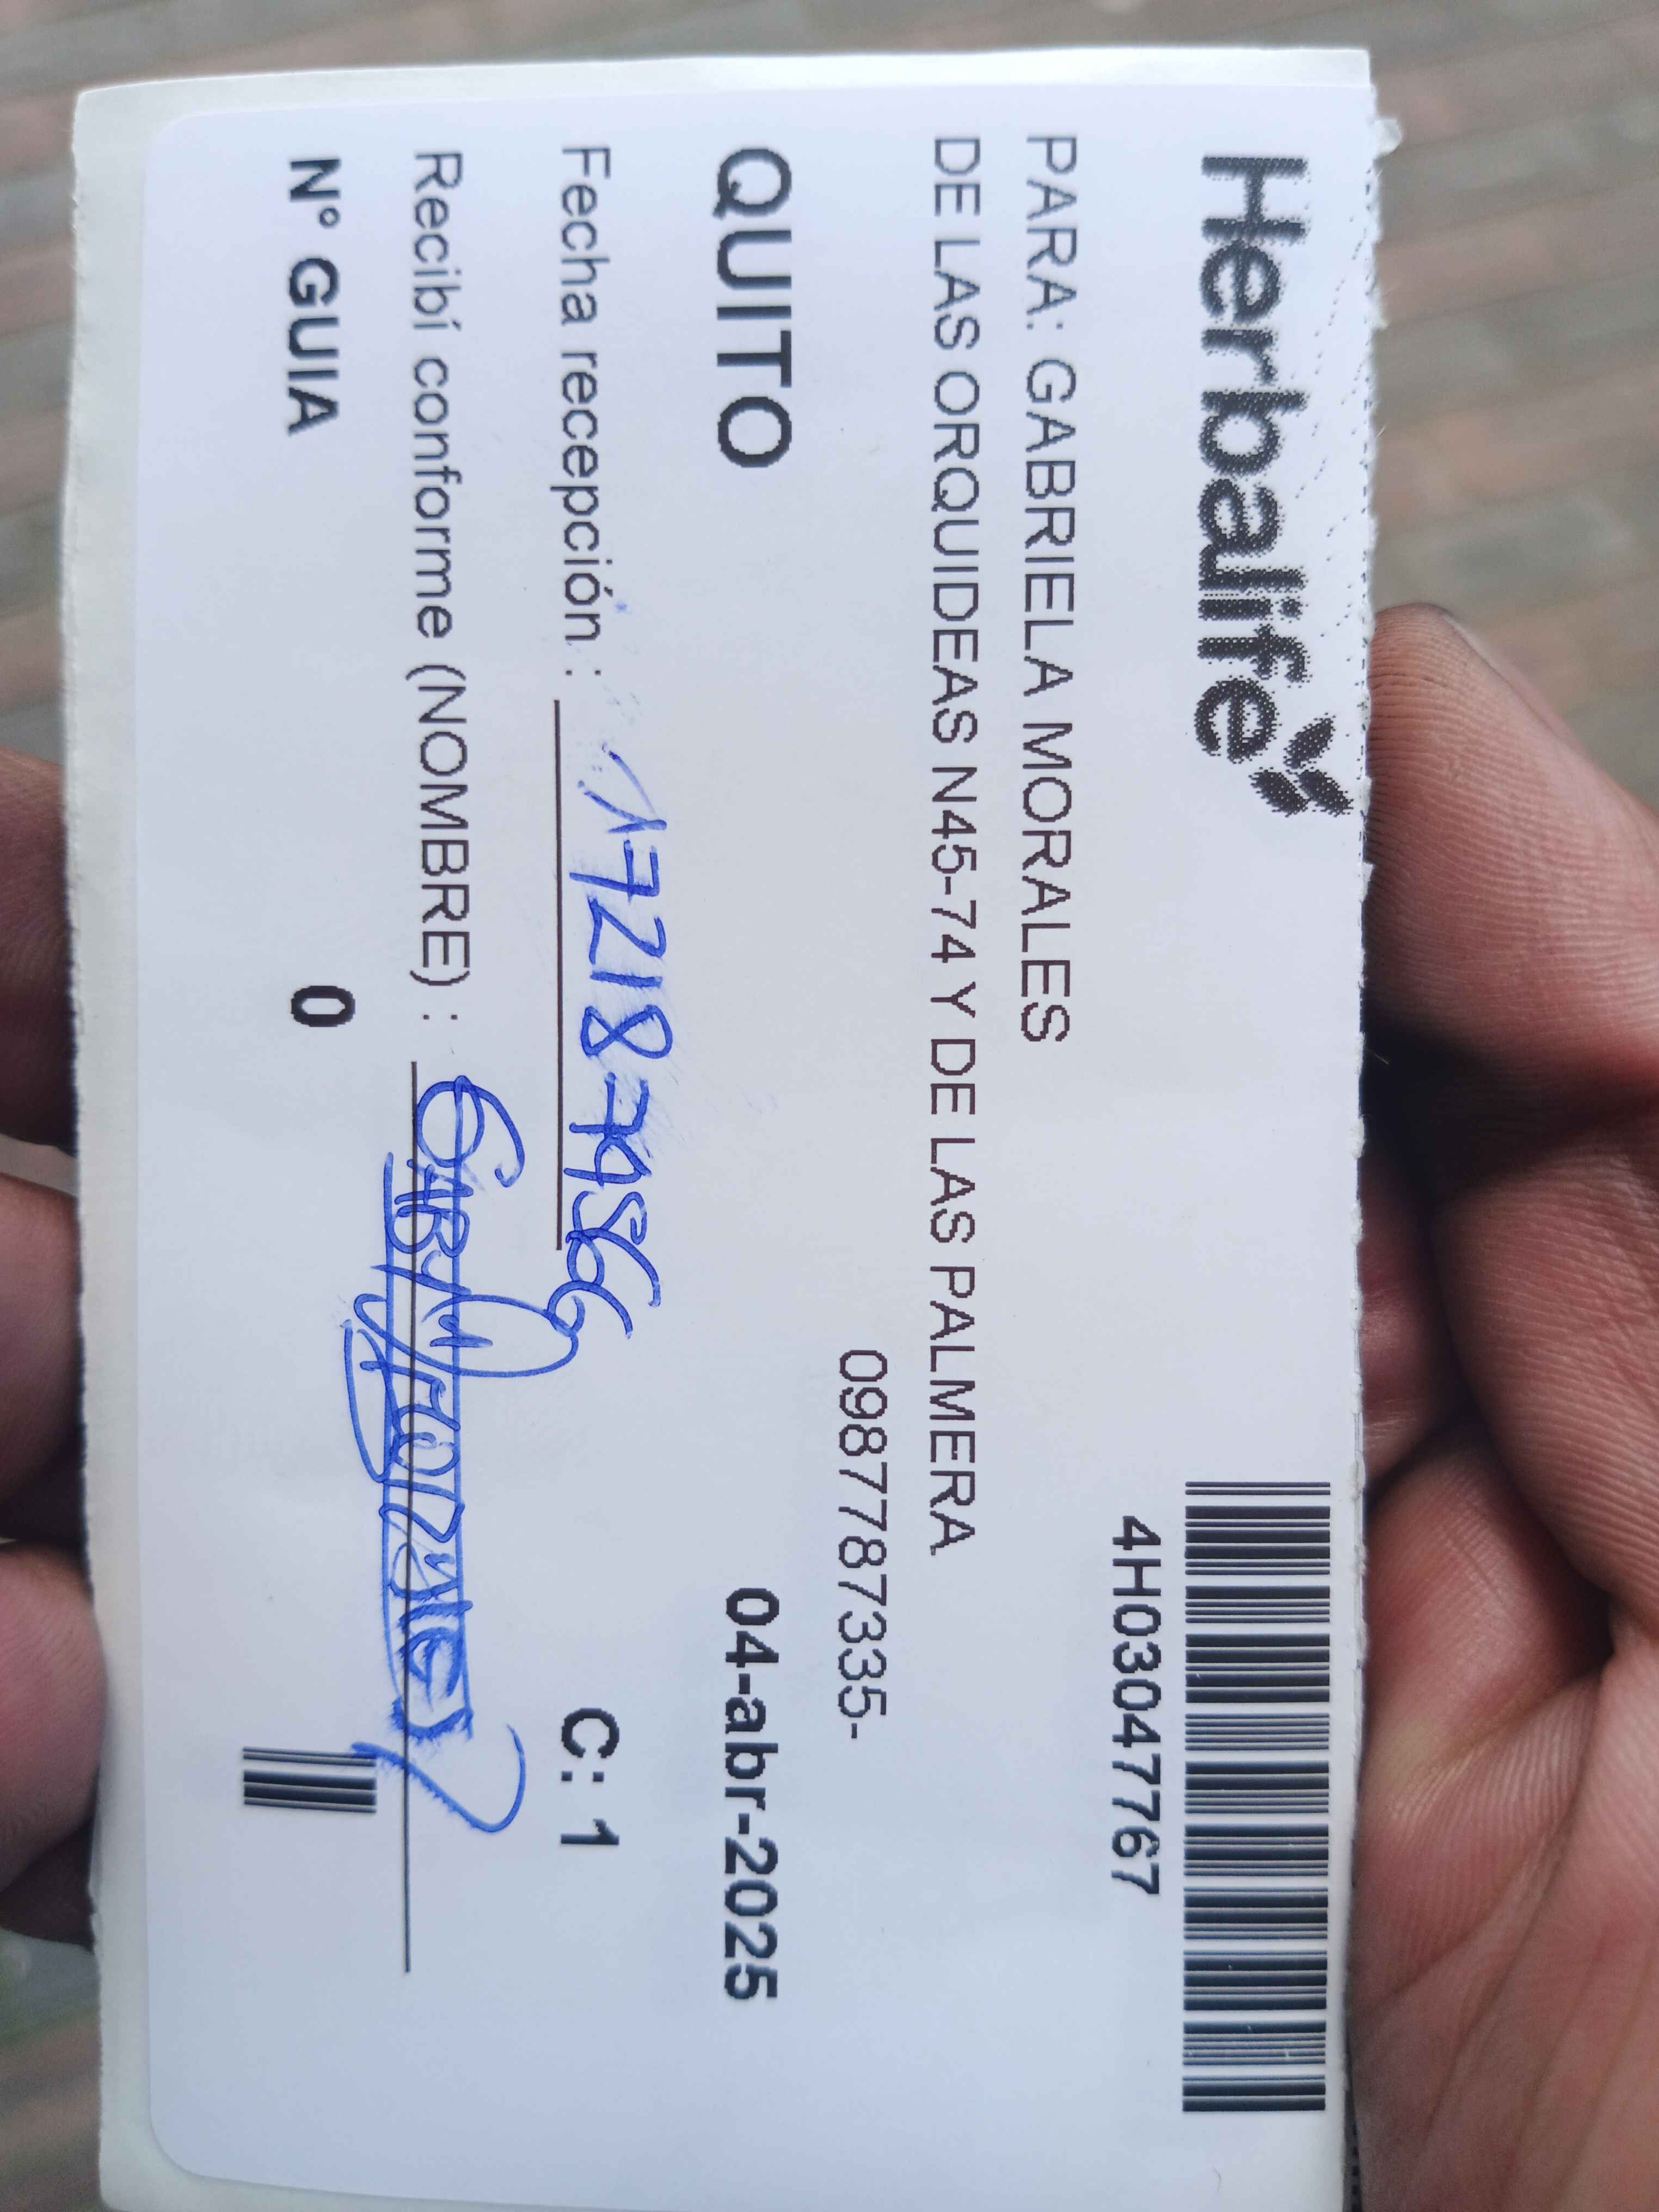 Herbalife
4H03047767
PARA: GABRIELA MORALES
DE LAS ORQUIDEAS N45-74 Y DE LAS PALMERA
0987787335-
QUITO 04-abr-2025
Fecha recepción : C: 1
Recibí conforme (NOMBRE) : GABY
N° GUIA 0